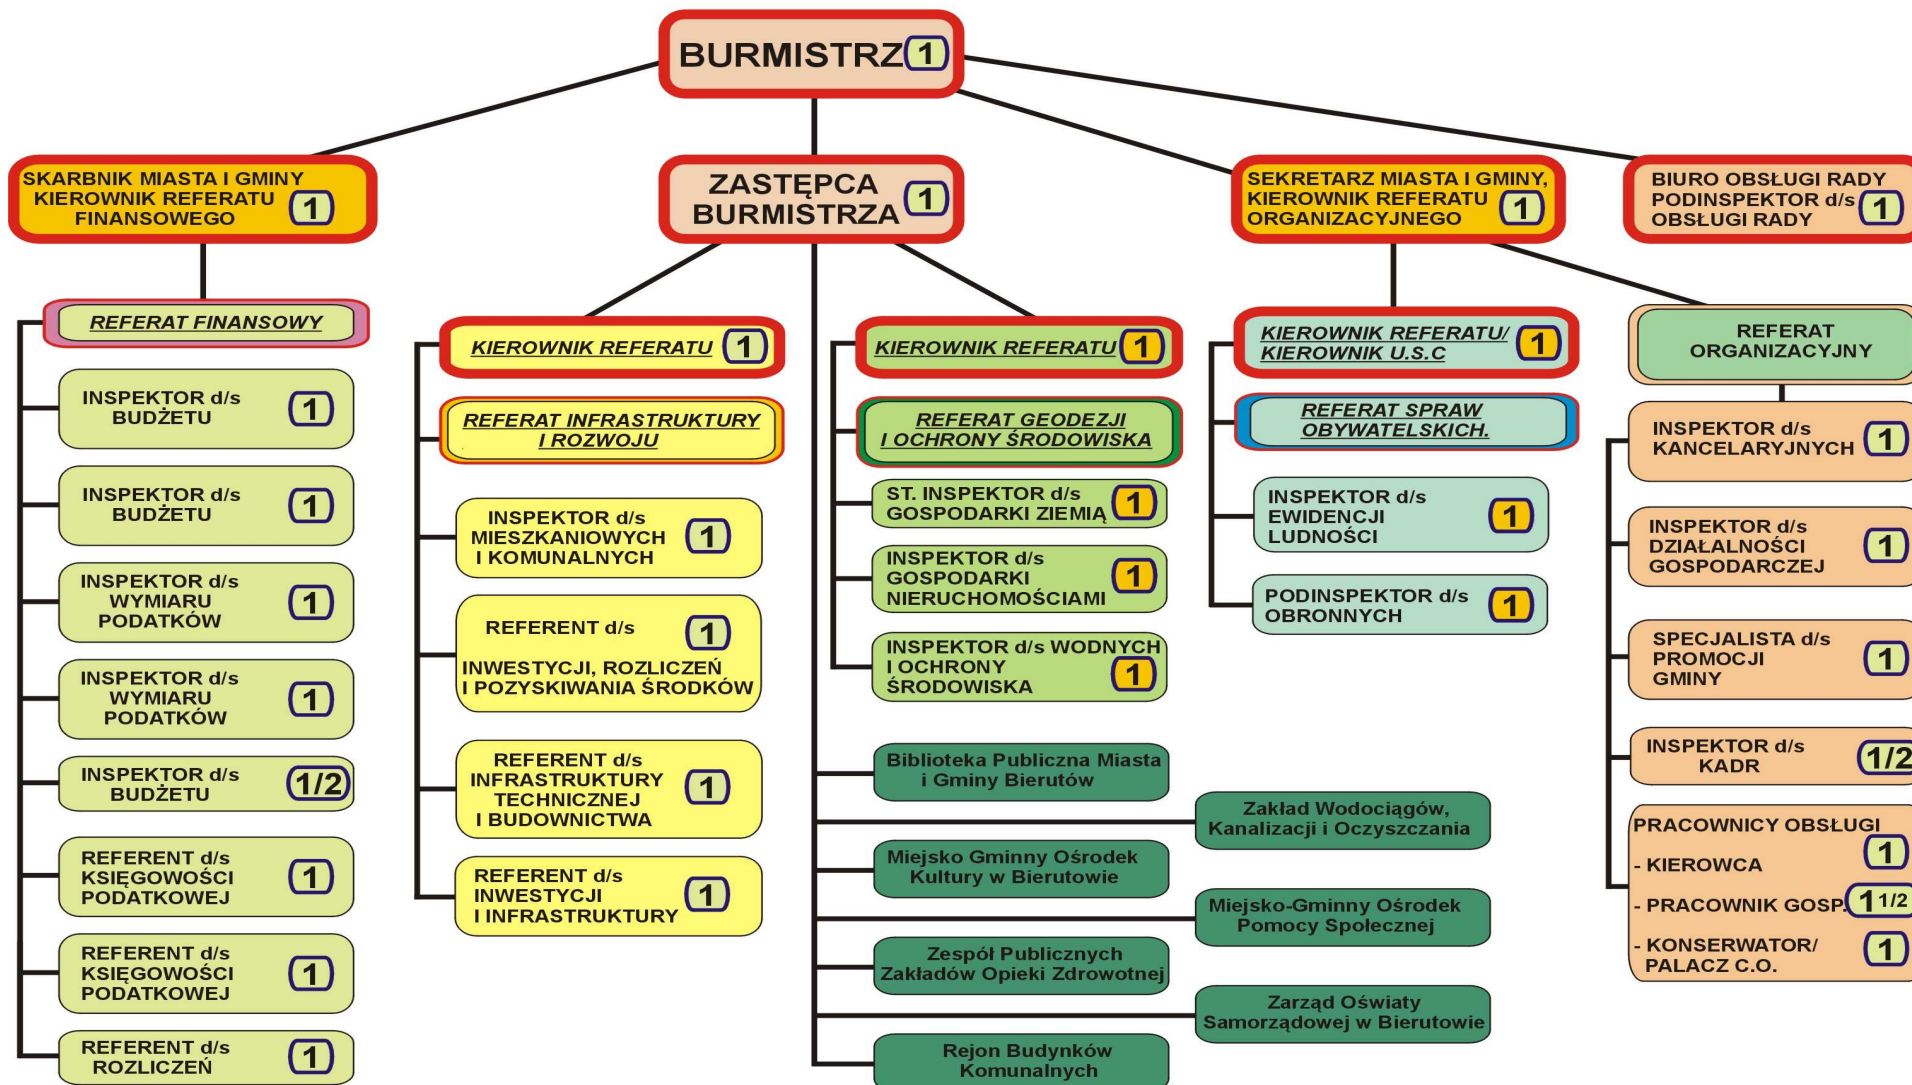 BURMISTRZ 1
SKARBNIK MIASTA I GMINY
KIEROWNIK REFERATU
FINANSOWEGO 1
ZASTĘPCA
BURMISTRZA 1
SEKRETARZ MIASTA I GMINY,
KIEROWNIK REFERATU
ORGANIZACYJNEGO 1
BIURO OBSŁUGI RADY
PODINSPEKTOR d/s
OBSŁUGI RADY 1
REFERAT FINANSOWY
INSPEKTOR d/s
BUDŻETU 1
INSPEKTOR d/s
BUDŻETU 1
INSPEKTOR d/s
WYMIARU
PODATKÓW 1
INSPEKTOR d/s
WYMIARU
PODATKÓW 1
INSPEKTOR d/s
BUDŻETU 1/2
REFERENT d/s
KSIĘGOWOŚCI
PODATKOWEJ 1
REFERENT d/s
KSIĘGOWOŚCI
PODATKOWEJ 1
REFERENT d/s
ROZLICZEŃ 1
KIEROWNIK REFERATU 1
REFERAT INFRASTRUKTURY
I ROZWOJU
INSPEKTOR d/s
MIESZKANIOWYCH
I KOMUNALNYCH 1
REFERENT d/s 1
INWESTYCJI, ROZLICZEŃ
I POZYSKIWANIA ŚRODKÓW
REFERENT d/s
INFRASTRUKTURY
TECHNICZNEJ
I BUDOWNICTWA 1
REFERENT d/s
INWESTYCJI
I INFRASTRUKTURY 1
KIEROWNIK REFERATU 1
REFERAT GEODEZJI
I OCHRONY ŚRODOWISKA
ST. INSPEKTOR d/s
GOSPODARKI ZIEMIĄ 1
INSPEKTOR d/s
GOSPODARKI
NIERUCHOMOŚCIAMI 1
INSPEKTOR d/s WODNYCH
I OCHRONY
ŚRODOWISKA 1
Biblioteka Publiczna Miasta
i Gminy Bierutów
Zakład Wodociągów,
Kanalizacji i Oczyszczania
Miejsko Gminny Ośrodek
Kultury w Bierutowie
Miejsko-Gminny Ośrodek
Pomocy Społecznej
Zespół Publicznych
Zakładów Opieki Zdrowotnej
Zarząd Oświaty
Samorządowej w Bierutowie
Rejon Budynków
Komunalnych
KIEROWNIK REFERATU/
KIEROWNIK U.S.C 1
REFERAT SPRAW
OBYWATELSKICH.
INSPEKTOR d/s
EWIDENCJI
LUDNOŚCI 1
PODINSPEKTOR d/s
OBRONNYCH 1
REFERAT
ORGANIZACYJNY
INSPEKTOR d/s
KANCELARYJNYCH 1
INSPEKTOR d/s
DZIAŁALNOŚCI
GOSPODARCZEJ 1
SPECJALISTA d/s
PROMOCJI
GMINY 1
INSPEKTOR d/s
KADR 1/2
PRACOWNICY OBSŁUGI
- KIEROWCA 1
- PRACOWNIK GOSP. 1 1/2
- KONSERWATOR/
PALACZ C.O. 1